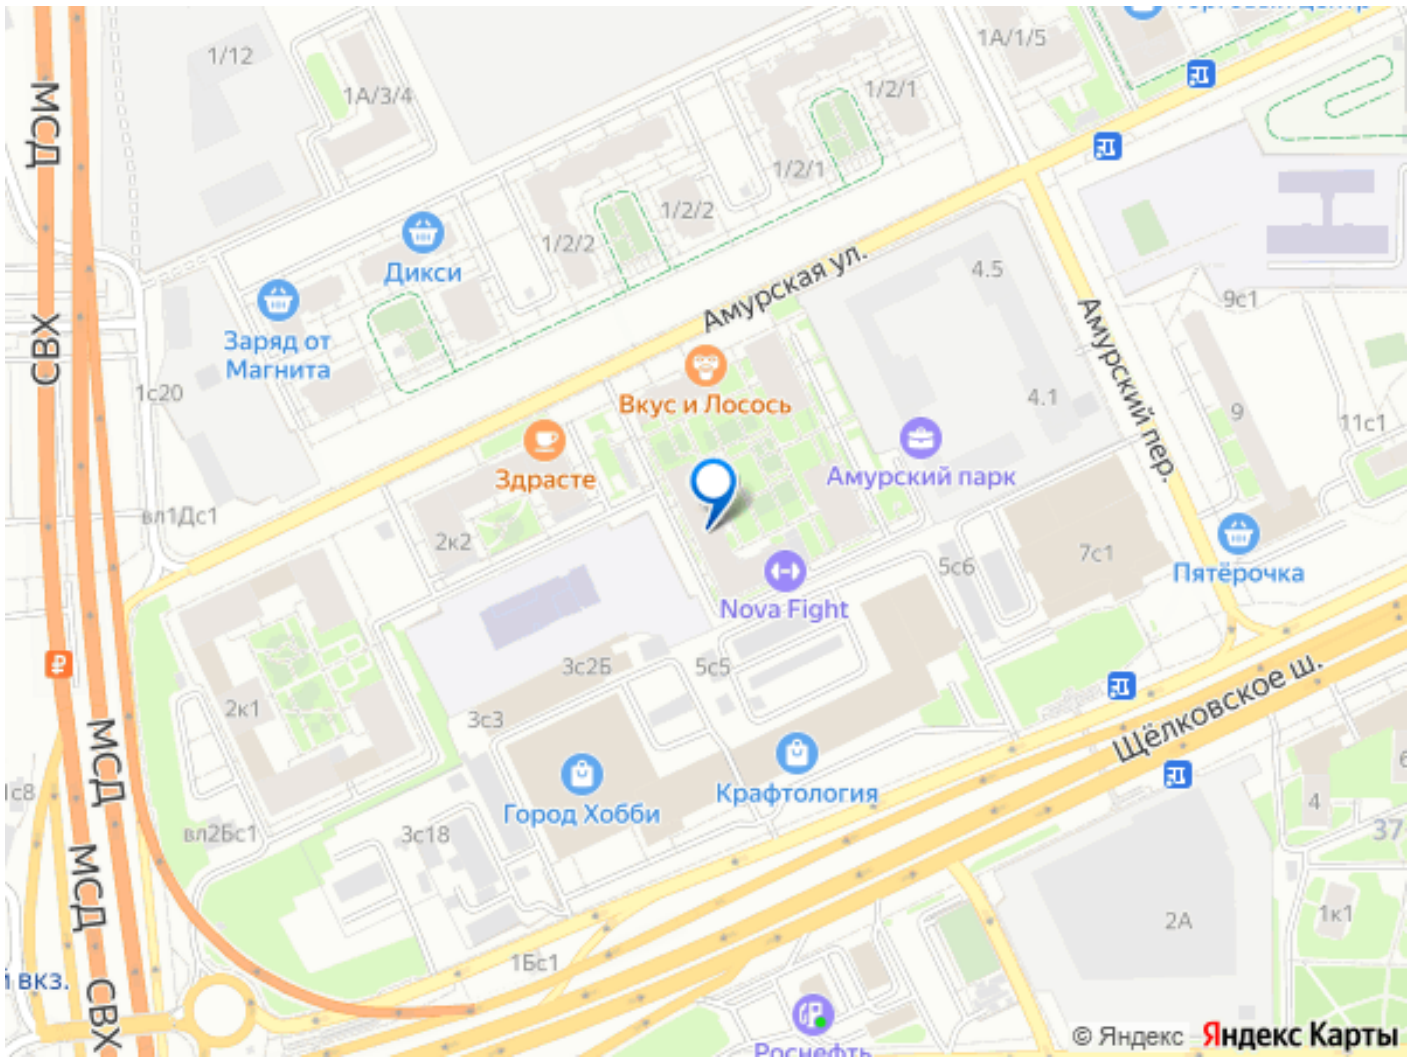 Торговый центр
1/12
1А/1/5
МСД
1А/3/4
1/2/1
1/2/1
1/2/2
1/2/2
Дикси
4.5
Амурская ул.
9с1
Заряд от
Магнита
СВХ
Амурский пер.
1с20
Вкус и Лосось
4.1
9
11с1
Здрасте
Амурский парк
вл1Дс1
2к2
7с1
5с6
Пятёрочка
Nova Fight
3с2Б
5с5
2к1
3с3
Щёлковское ш.
МСД
Крафтология
Город Хобби
1с8
вл2Бс1
3с18
4
37
МСД
2А
1к1
1Бс1
вкз.
СВХ
Роснефть
© Яндекс Яндекс Карты